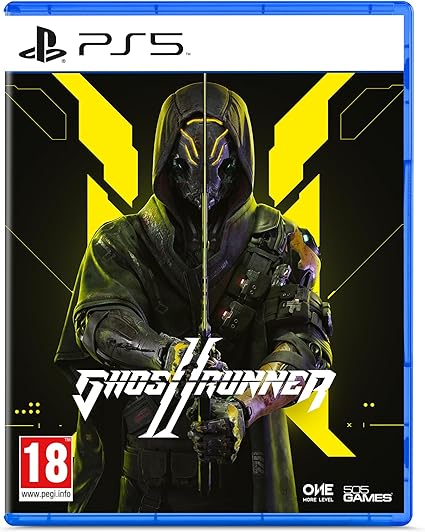 PS5
GHOSTRUNNER
II
18
www.pegi.info
ONE
MORE LEVEL
505
GAMES